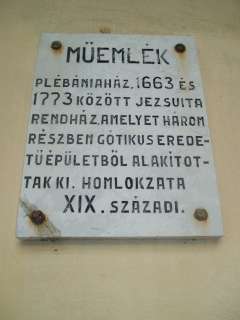 MŰEMLÉK
PLÉBÁNIAHÁZ. 1663 ÉS
1773 KÖZÖTT JEZSUITA
RENDHÁZ, AMELYET HÁROM
RÉSZBEN GÓTIKUS EREDE-
TŰ ÉPÜLETBŐL ALAKÍTOT-
TAK KI. HOMLOKZATA
XIX. SZÁZADI.